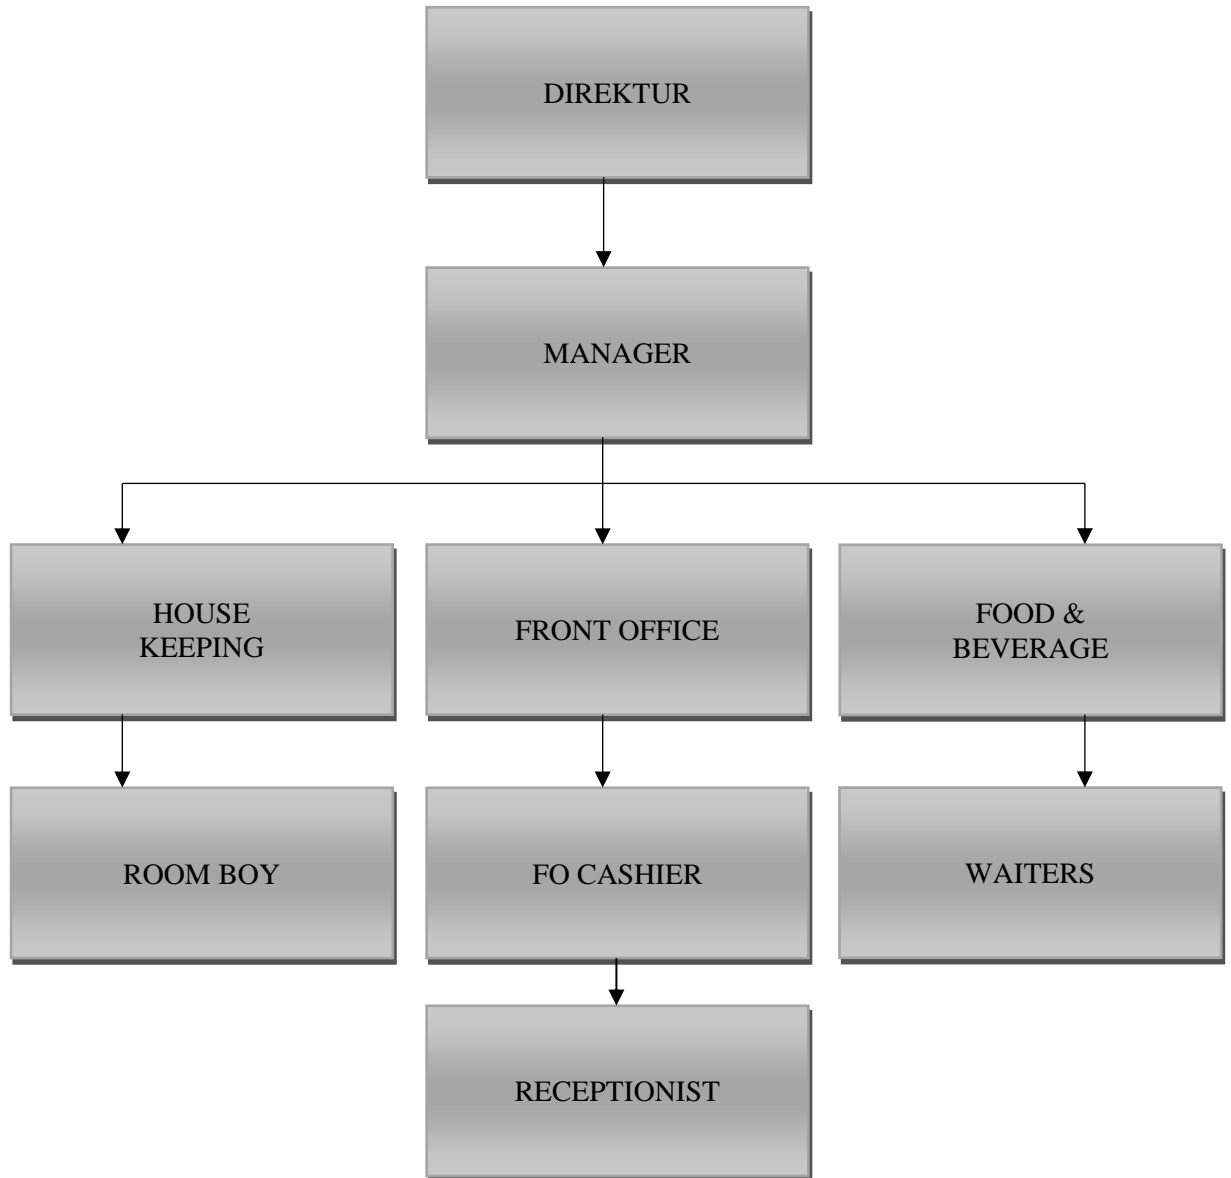 DIREKTUR
MANAGER
HOUSE
KEEPING
FRONT OFFICE
FOOD &
BEVERAGE
ROOM BOY
FO CASHIER
WAITERS
RECEPTIONIST